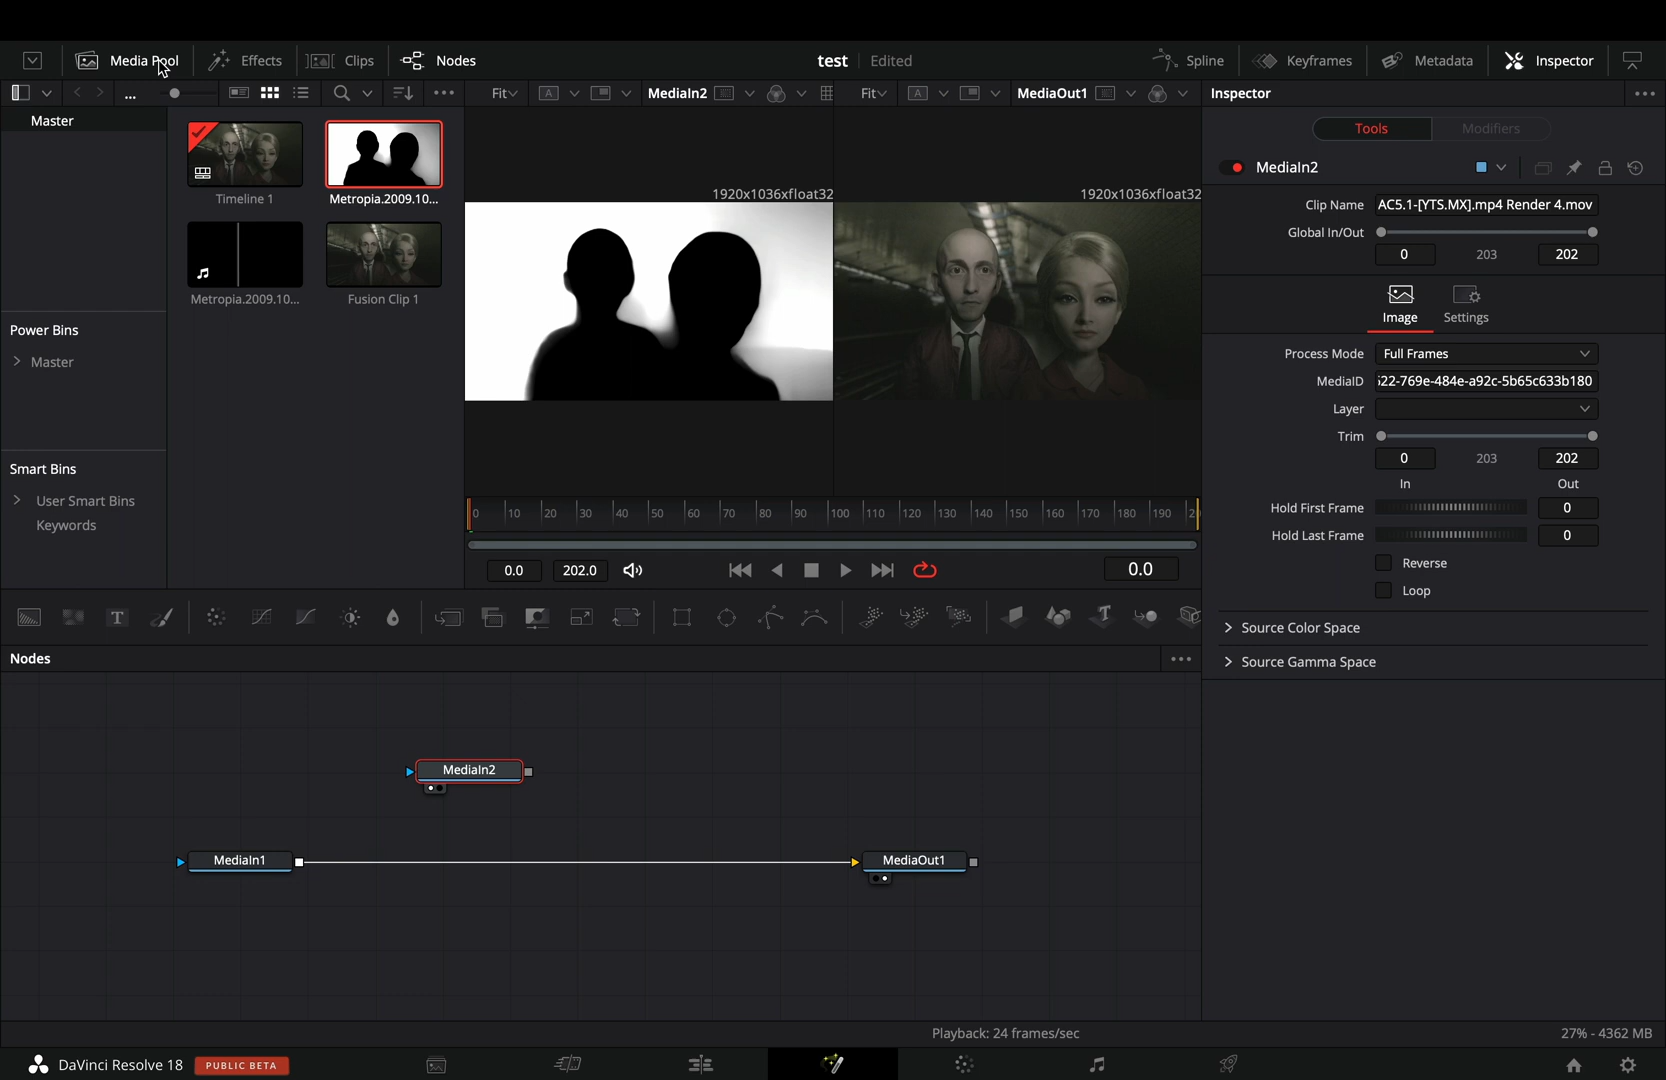 Media Pool Effects Clips Nodes test Edited Spline Keyframes Metadata Inspector
... Fit A MediaIn2 Fit A MediaOut1 Inspector
Master
Tools Modifiers
MediaIn2
Timeline 1 Metropia.2009.10...
1920x1036xfloat32 1920x1036xfloat32
Clip Name AC5.1-[YTS.MX].mp4 Render 4.mov
Global In/Out
0 203 202
Metropia.2009.10... Fusion Clip 1
Image Settings
Power Bins
Master
Process Mode Full Frames
MediaID 622-769e-484e-a92c-5b65c633b180
Layer
Trim
0 203 202
In Out
Smart Bins
User Smart Bins
Keywords
Hold First Frame 0
Hold Last Frame 0
0 10 20 30 40 50 60 70 80 90 100 110 120 130 140 150 160 170 180 190 2
0.0 202.0 0.0
Reverse
Loop
T T
Source Color Space
Source Gamma Space
Nodes
MediaIn2
MediaIn1 MediaOut1
Playback: 24 frames/sec 27% - 4362 MB
DaVinci Resolve 18 PUBLIC BETA